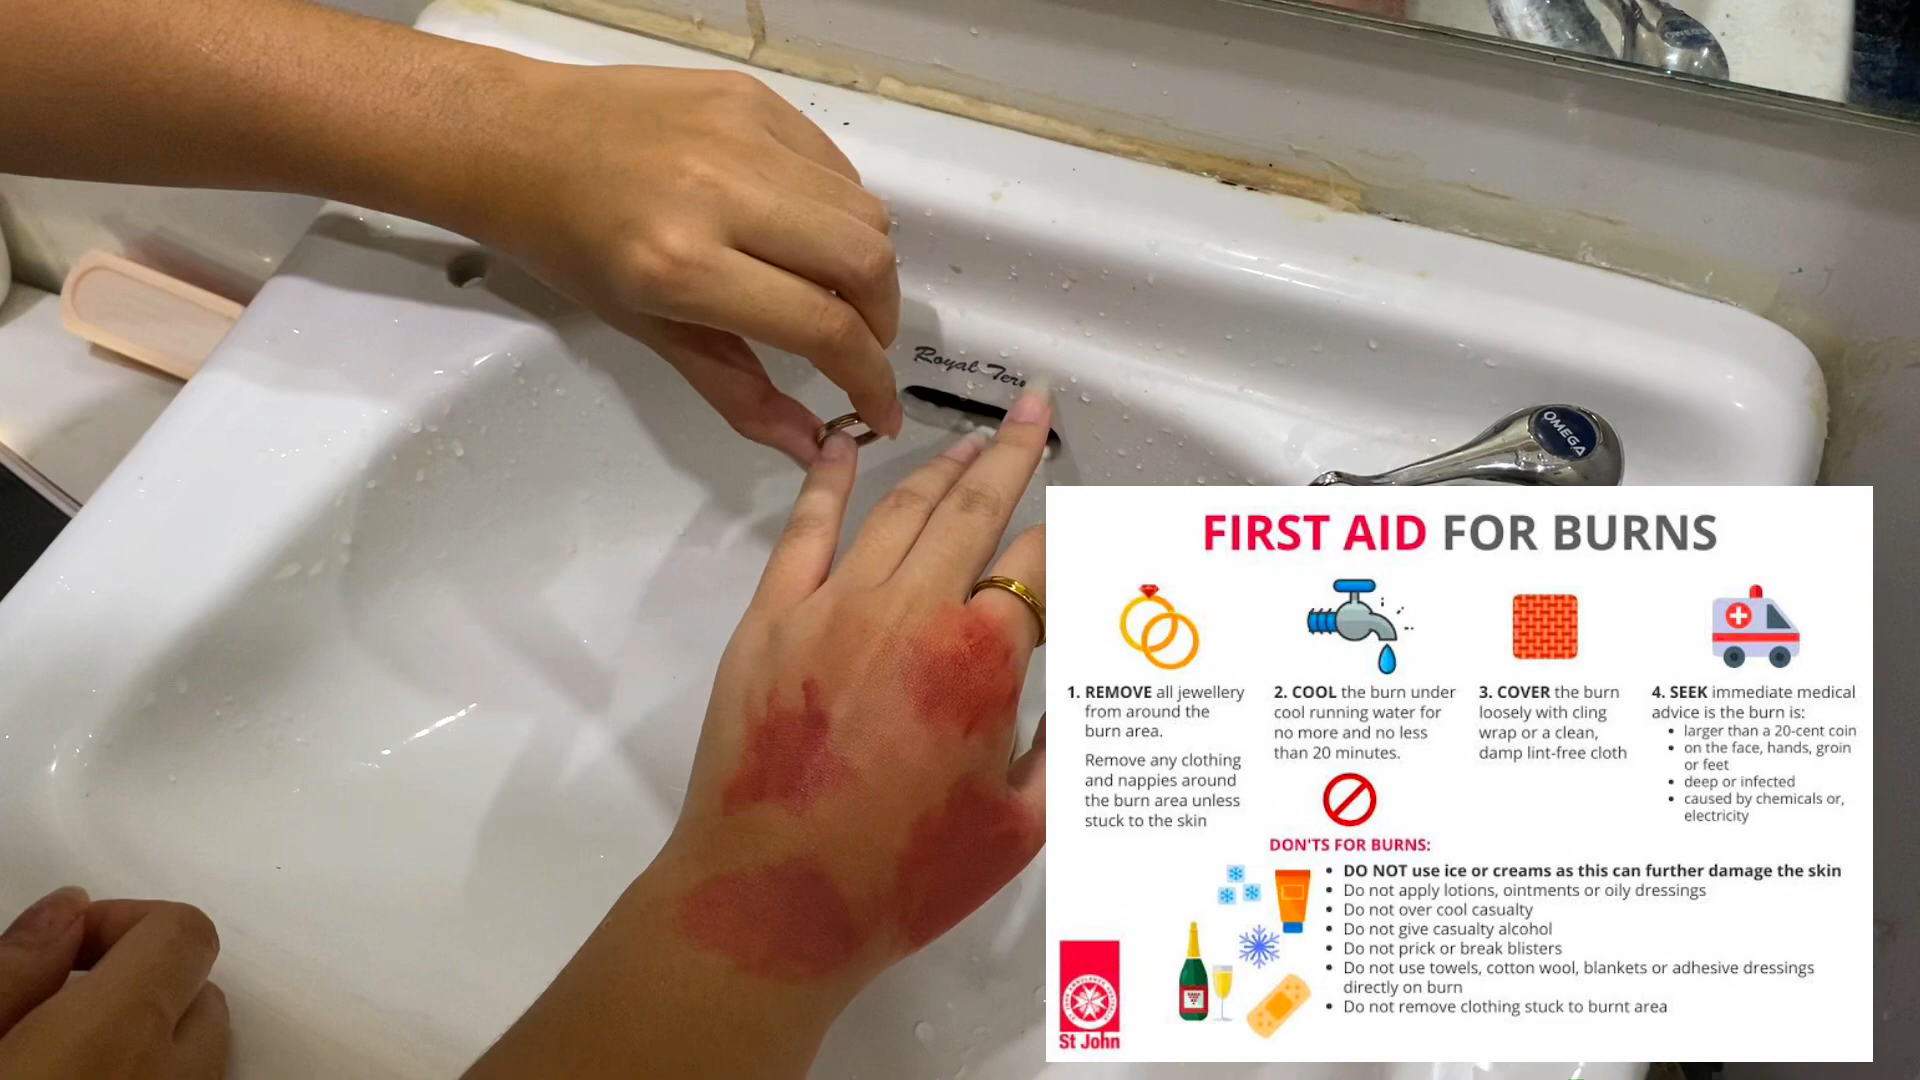 Royal
OMEGA
FIRST AID FOR BURNS
1. REMOVE all jewellery
from around the
burn area.
Remove any clothing
and nappies around
the burn area unless
stuck to the skin
2. COOL the burn under
cool running water for
no more and no less
than 20 minutes.
3. COVER the burn
loosely with cling
wrap or a clean,
damp lint-free cloth
4. SEEK immediate medical
advice is the burn is:
• larger than a 20-cent coin
• on the face, hands, groin
or feet
• deep or infected
• caused by chemicals or,
electricity
DON'TS FOR BURNS:
• DO NOT use ice or creams as this can further damage the skin
• Do not apply lotions, ointments or oily dressings
• Do not over cool casualty
• Do not give casualty alcohol
• Do not prick or break blisters
• Do not use towels, cotton wool, blankets or adhesive dressings
directly on burn
• Do not remove clothing stuck to burnt area
St John